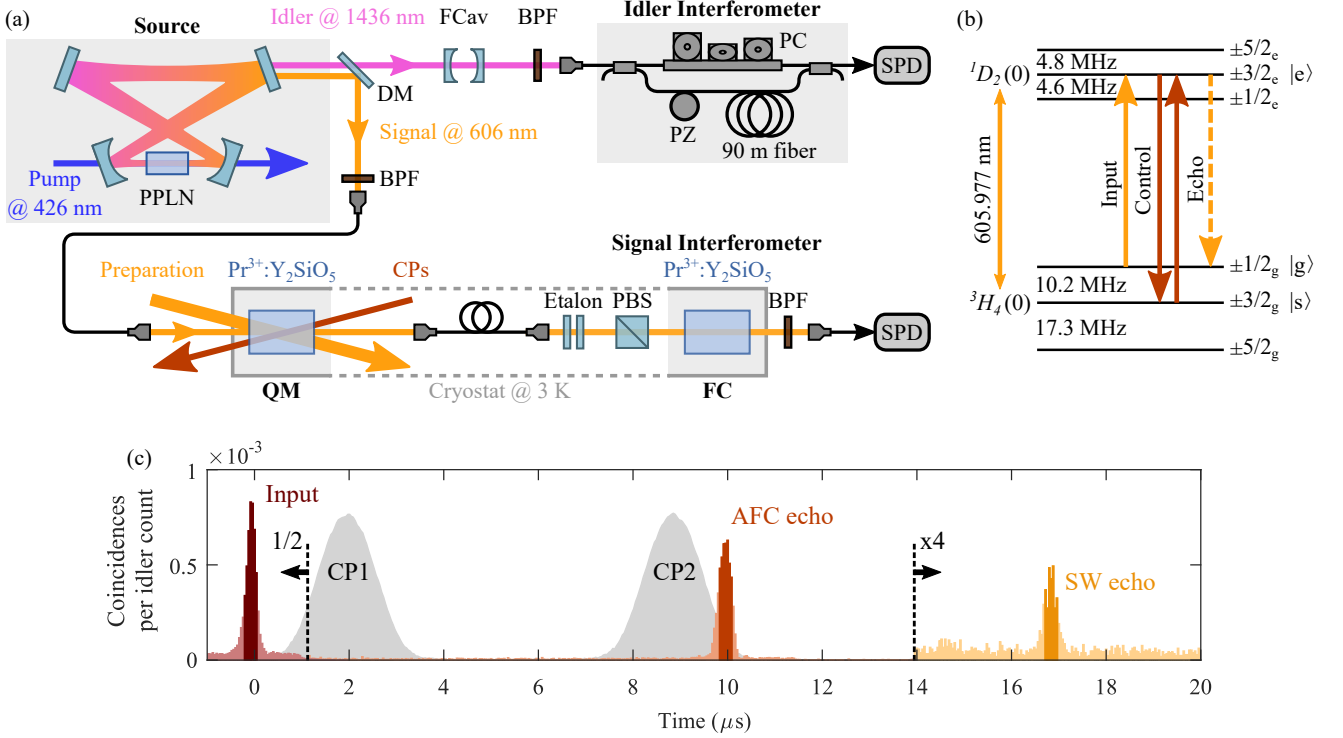 (a)
Source
Idler @ 1436 nm
FCav
BPF
Idler Interferometer
PC
SPD
DM
Signal @ 606 nm
PZ
90 m fiber
BPF
Pump
@ 426 nm
PPLN
Signal Interferometer
Preparation
Pr³⁺:Y₂SiO₅
CPs
Etalon
PBS
Pr³⁺:Y₂SiO₅
BPF
SPD
QM
Cryostat @ 3 K
FC
(b)
±5/2ₑ
4.8 MHz
¹D₂(0)
±3/2ₑ |e⟩
4.6 MHz
±1/2ₑ
605.977 nm
Input
Control
Echo
±1/2g |g⟩
10.2 MHz
³H₄(0)
±3/2g |s⟩
17.3 MHz
±5/2g
(c)
×10⁻³
1
0.5
0
Coincidences
per idler count
Input
1/2
CP1
CP2
AFC echo
x4
SW echo
0 2 4 6 8 10 12 14 16 18 20
Time (μs)